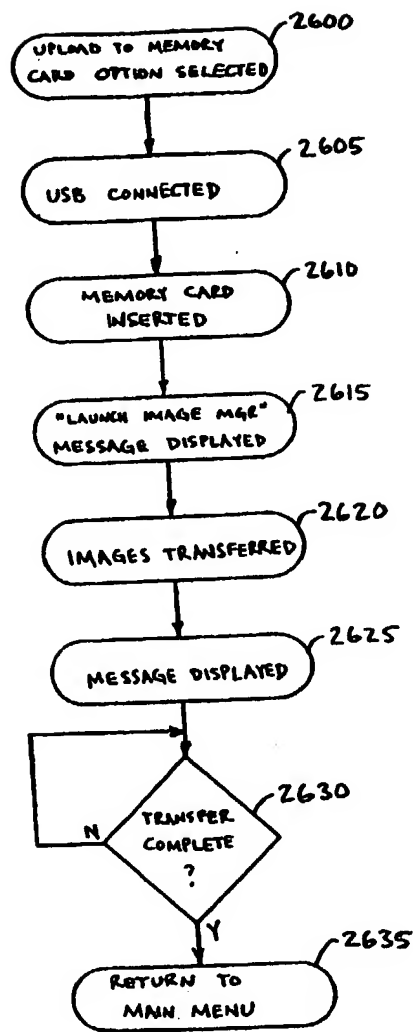 2600
UPLOAD TO MEMORY
CARD OPTION SELECTED
2605
USB CONNECTED
2610
MEMORY CARD
INSERTED
2615
"LAUNCH IMAGE MGR"
MESSAGE DISPLAYED
2620
IMAGES TRANSFERRED
2625
MESSAGE DISPLAYED
2630
TRANSFER
COMPLETE
?
N
Y
2635
RETURN TO
MAIN MENU